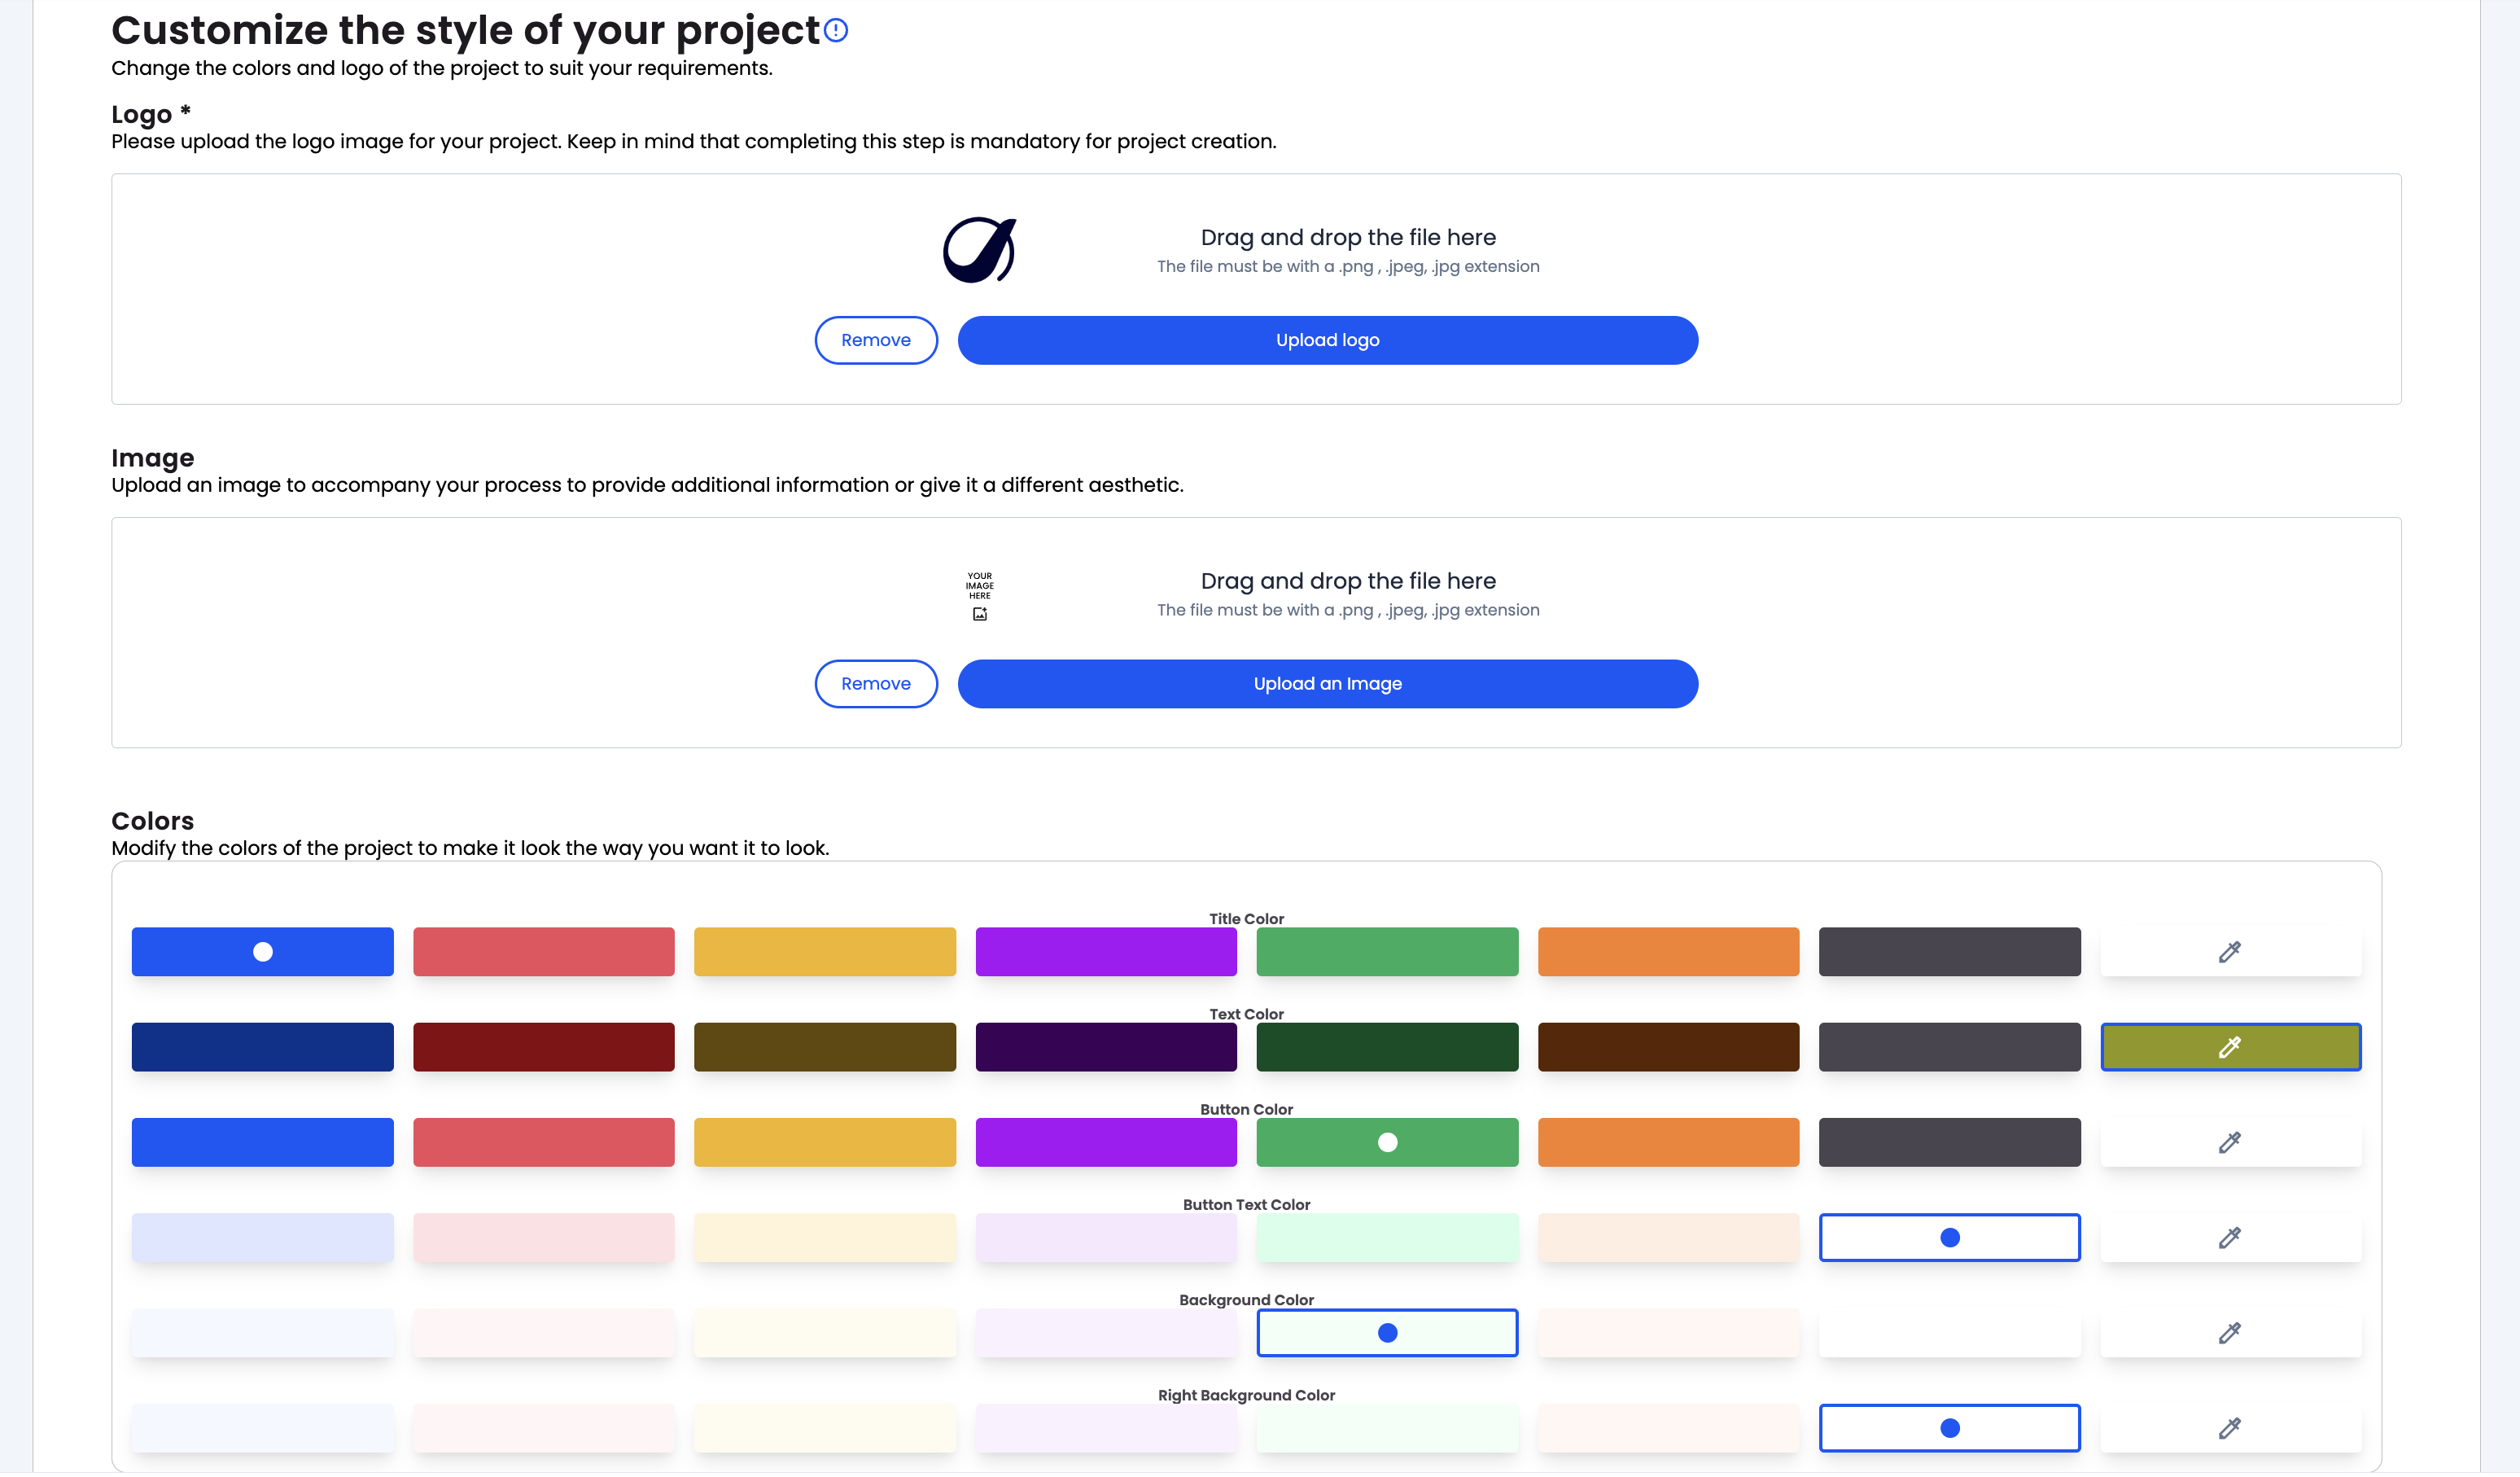 Customize the style of your project
Change the colors and logo of the project to suit your requirements.
Logo *
Please upload the logo image for your project. Keep in mind that completing this step is mandatory for project creation.
Drag and drop the file here
The file must be with a .png , .jpeg, .jpg extension
Remove
Upload logo
Image
Upload an image to accompany your process to provide additional information or give it a different aesthetic.
YOUR
IMAGE
HERE
Drag and drop the file here
The file must be with a .png , .jpeg, .jpg extension
Remove
Upload an Image
Colors
Modify the colors of the project to make it look the way you want it to look.
Title Color
Text Color
Button Color
Button Text Color
Background Color
Right Background Color